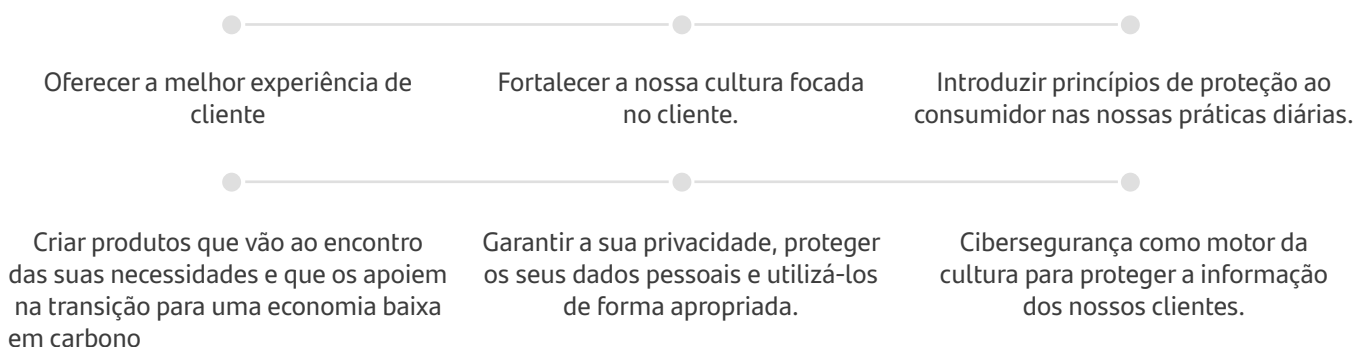 Oferecer a melhor experiência de
cliente
Fortalecer a nossa cultura focada
no cliente.
Introduzir princípios de proteção ao
consumidor nas nossas práticas diárias.
Criar produtos que vão ao encontro
das suas necessidades e que os apoiem
na transição para uma economia baixa
em carbono
Garantir a sua privacidade, proteger
os seus dados pessoais e utilizá-los
de forma apropriada.
Cibersegurança como motor da
cultura para proteger a informação
dos nossos clientes.